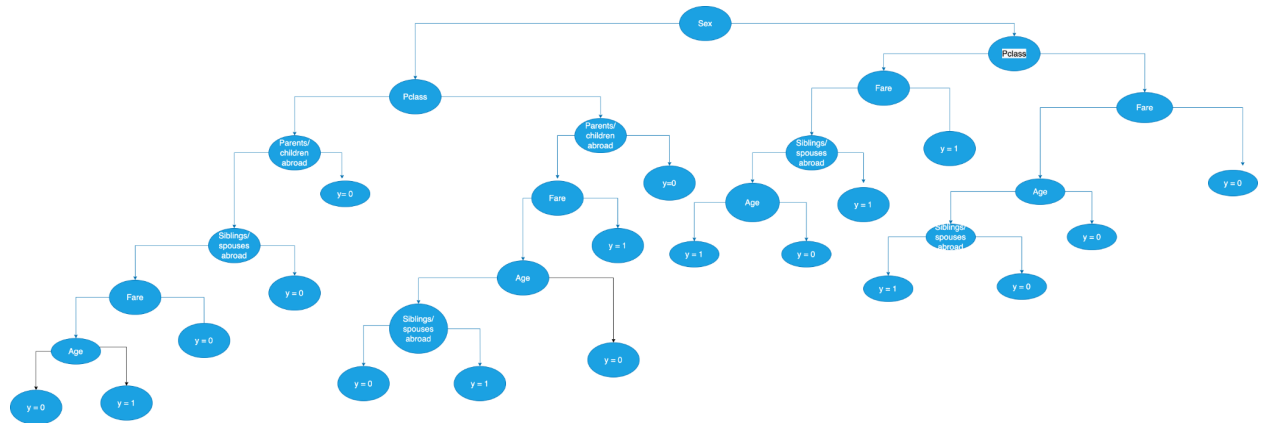 Sex
Pclass
Fare
Pclass
Fare
Parents/
children
abroad
Parents/
children
abroad
Siblings/
spouses
abroad
y = 1
y= 0
y=0
y = 0
Fare
Age
y = 1
Age
Siblings/
spouses
abroad
y = 1
Siblings/
spouses
abroad
y = 0
y = 1
y = 0
Age
y = 0
y = 1
y = 0
Fare
Siblings/
spouses
abroad
y = 0
Age
y = 0
y = 0
y = 1
y = 0
y = 1